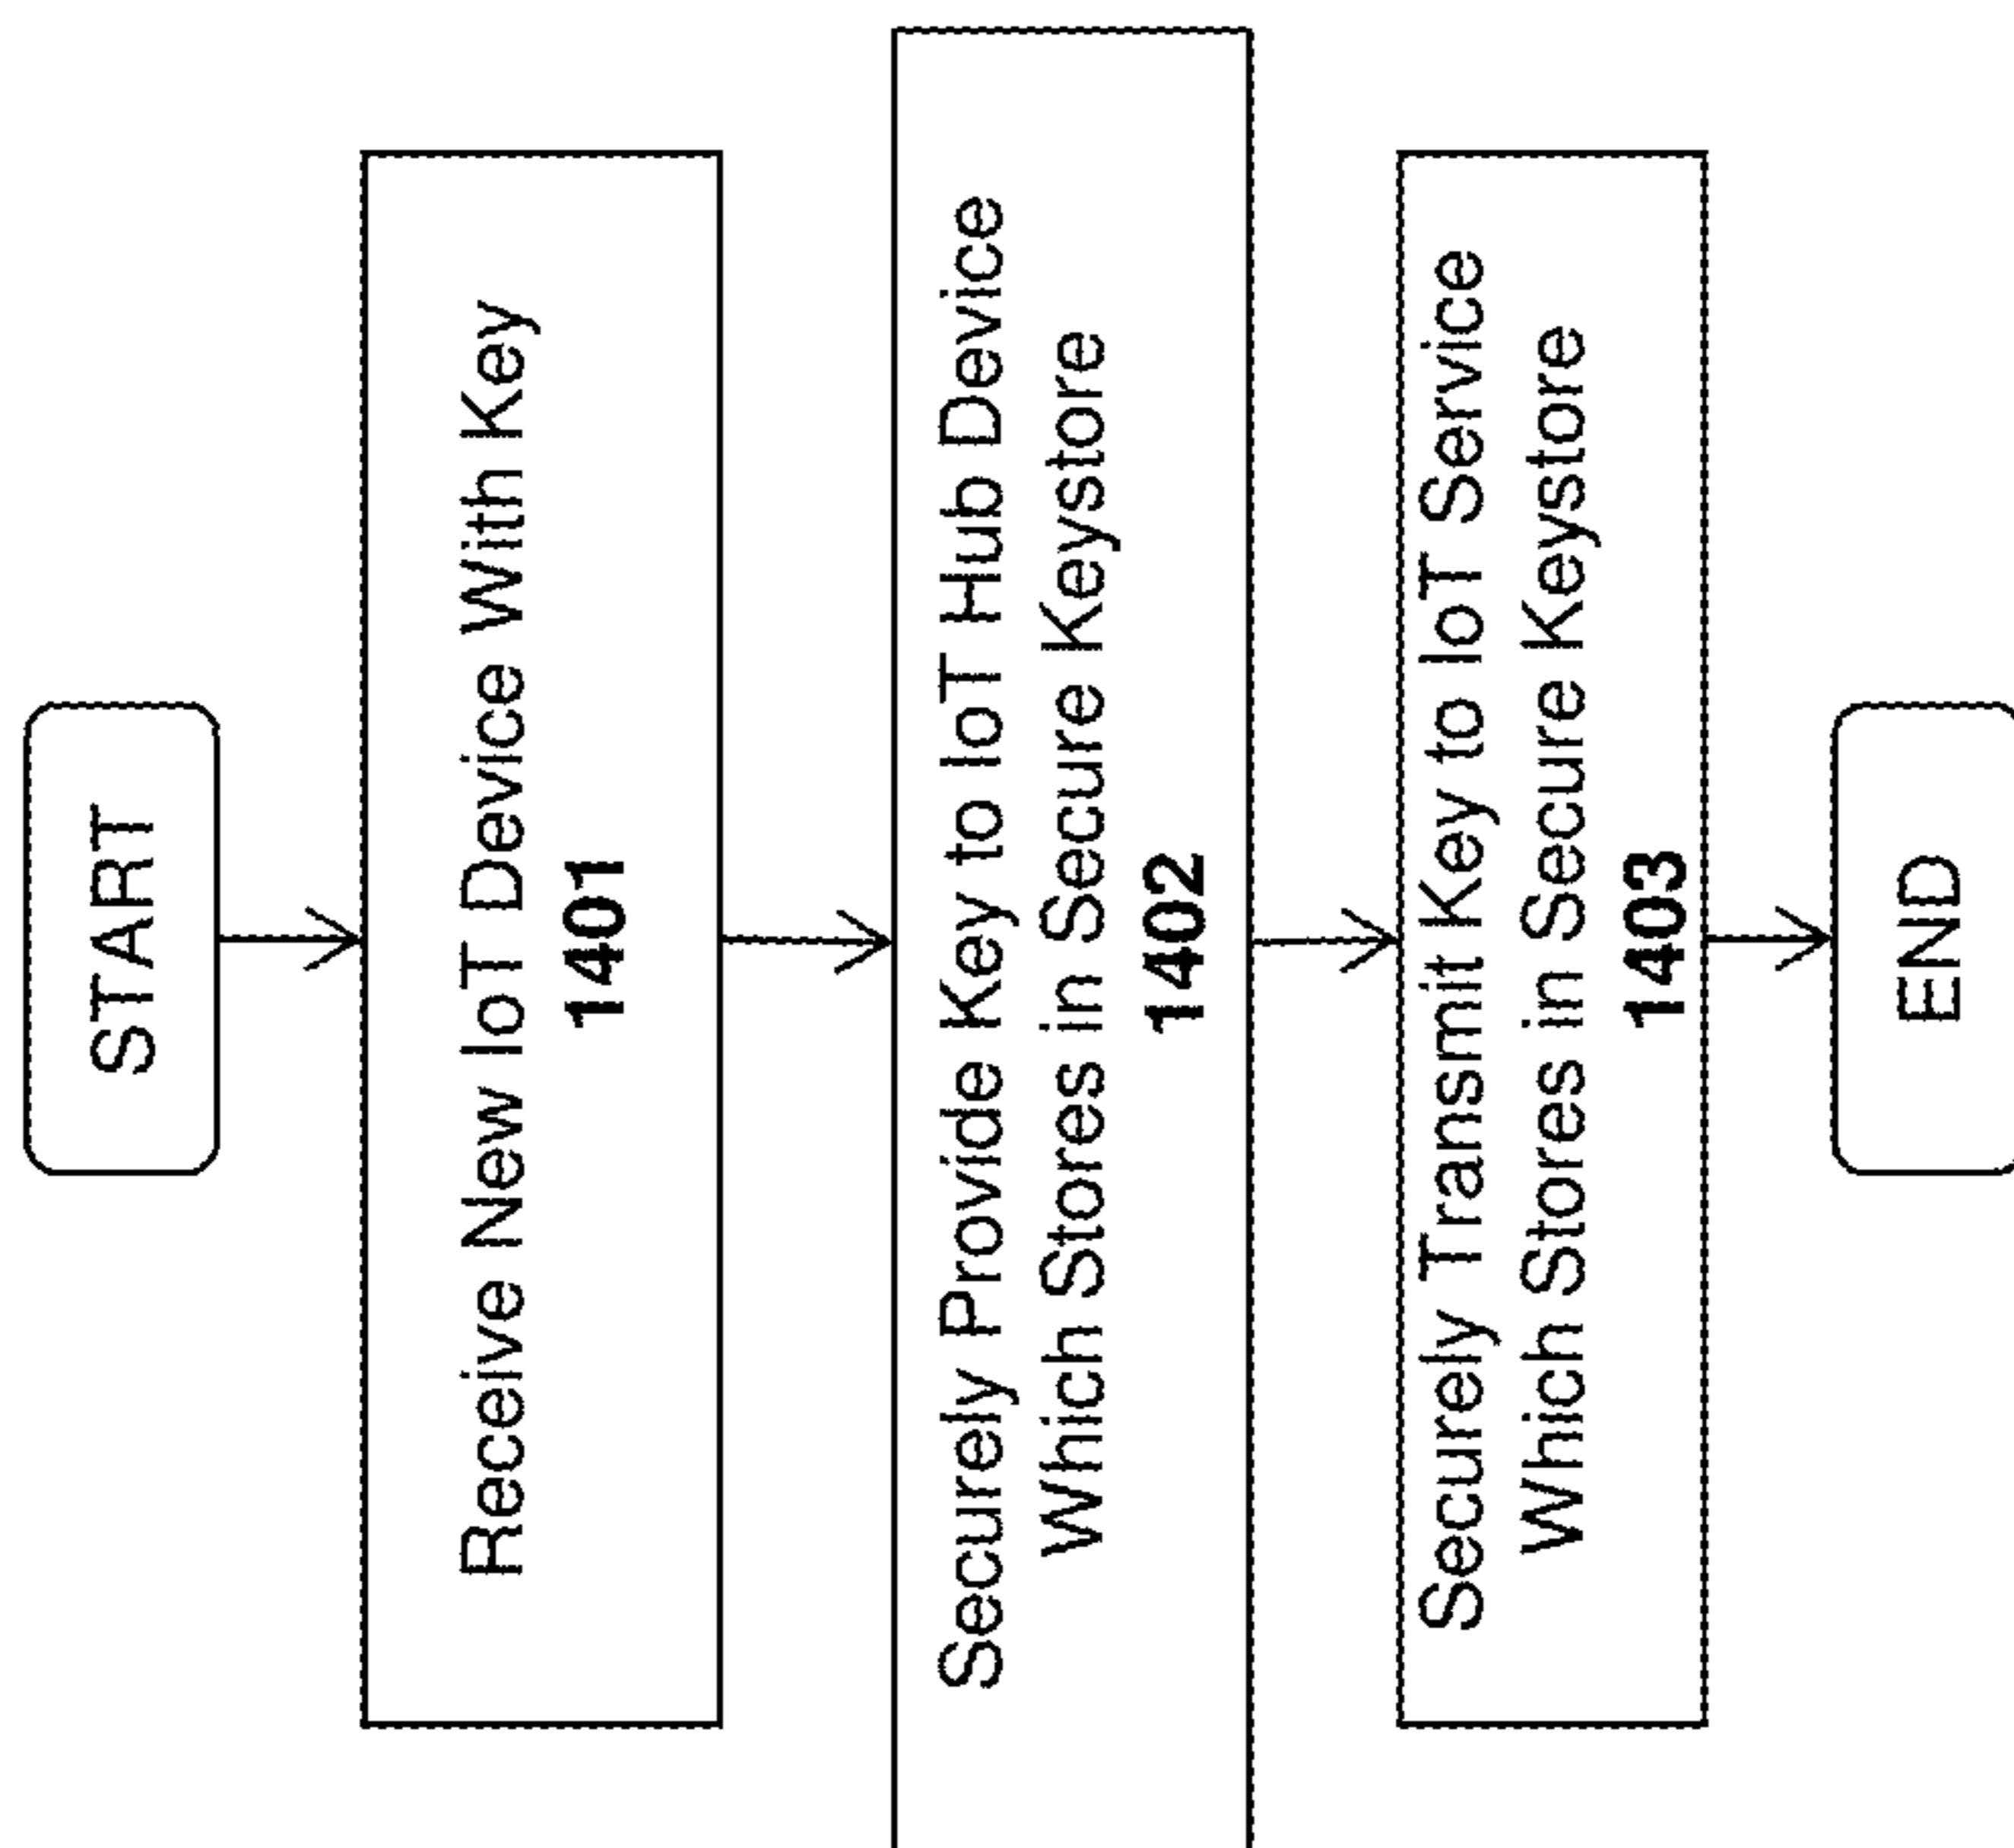 START
Receive New IoT Device With Key
1401
Securely Provide Key to IoT Hub Device
Which Stores in Secure Keystore
1402
Securely Transmit Key to IoT Service
Which Stores in Secure Keystore
1403
END